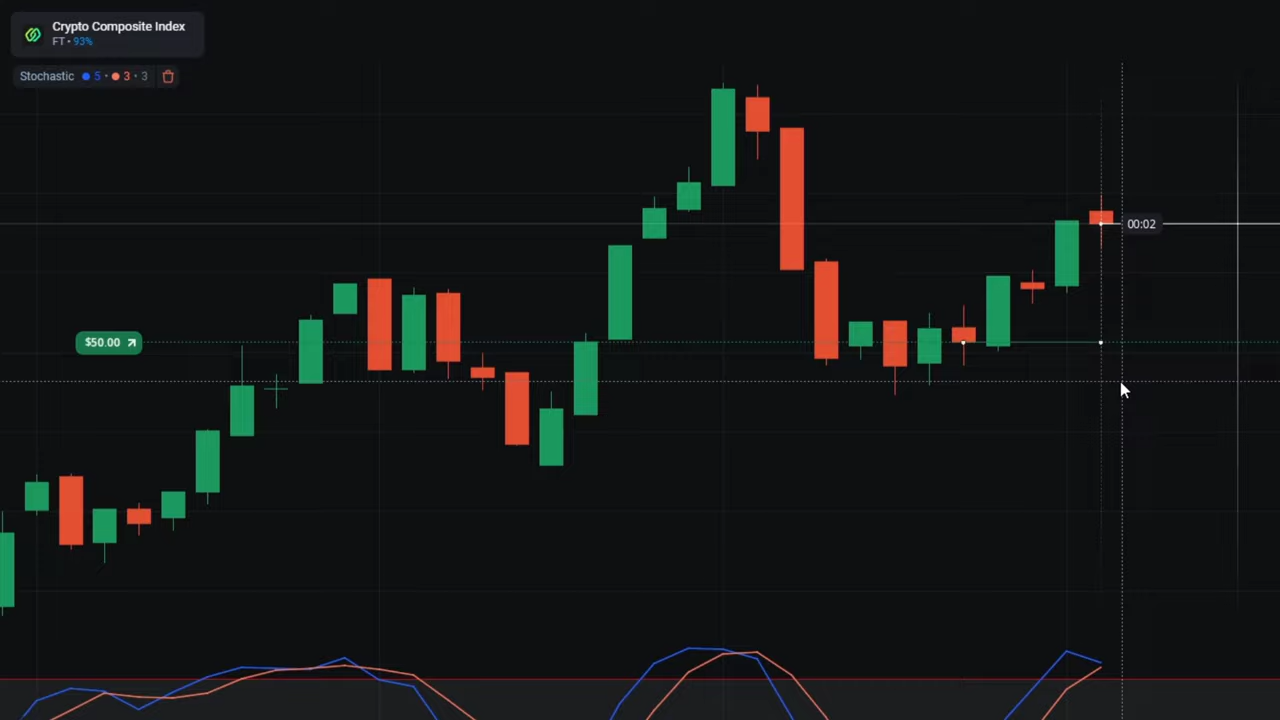 Crypto Composite Index
FT • 93%
Stochastic 5 • 3 • 3
00:02
$50.00